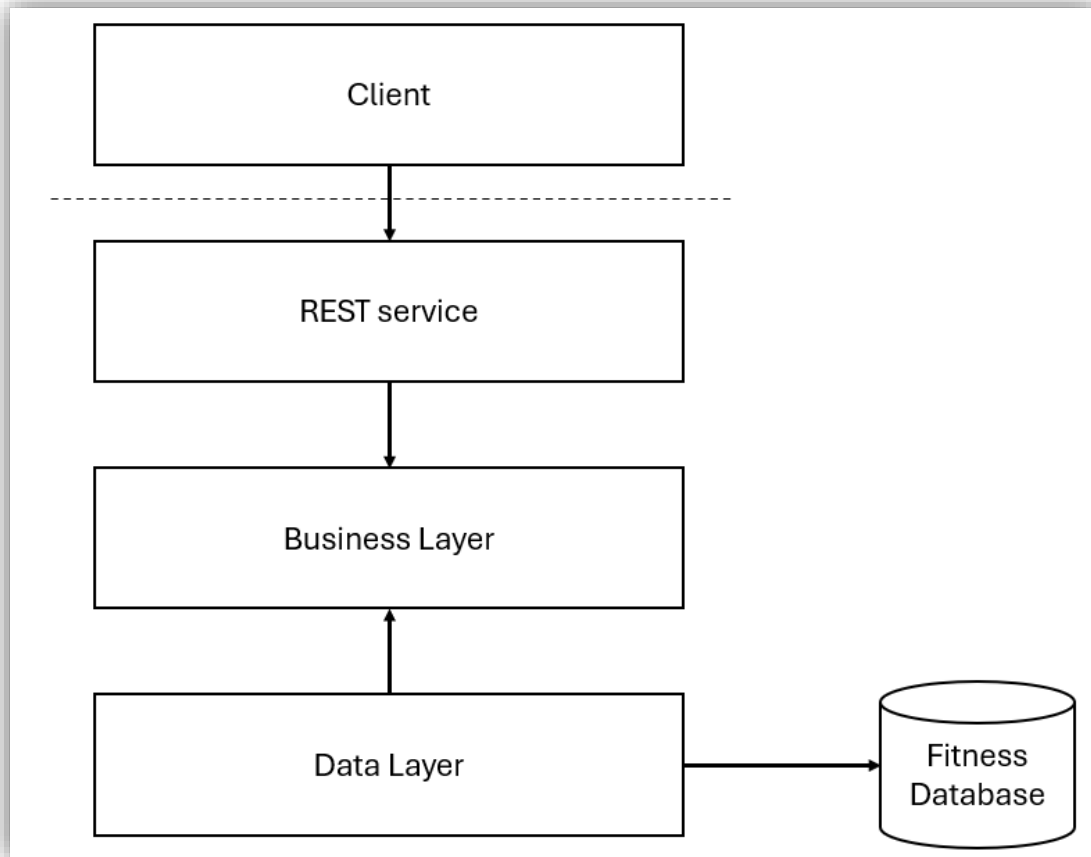 Client
REST service
Business Layer
Data Layer
Fitness
Database